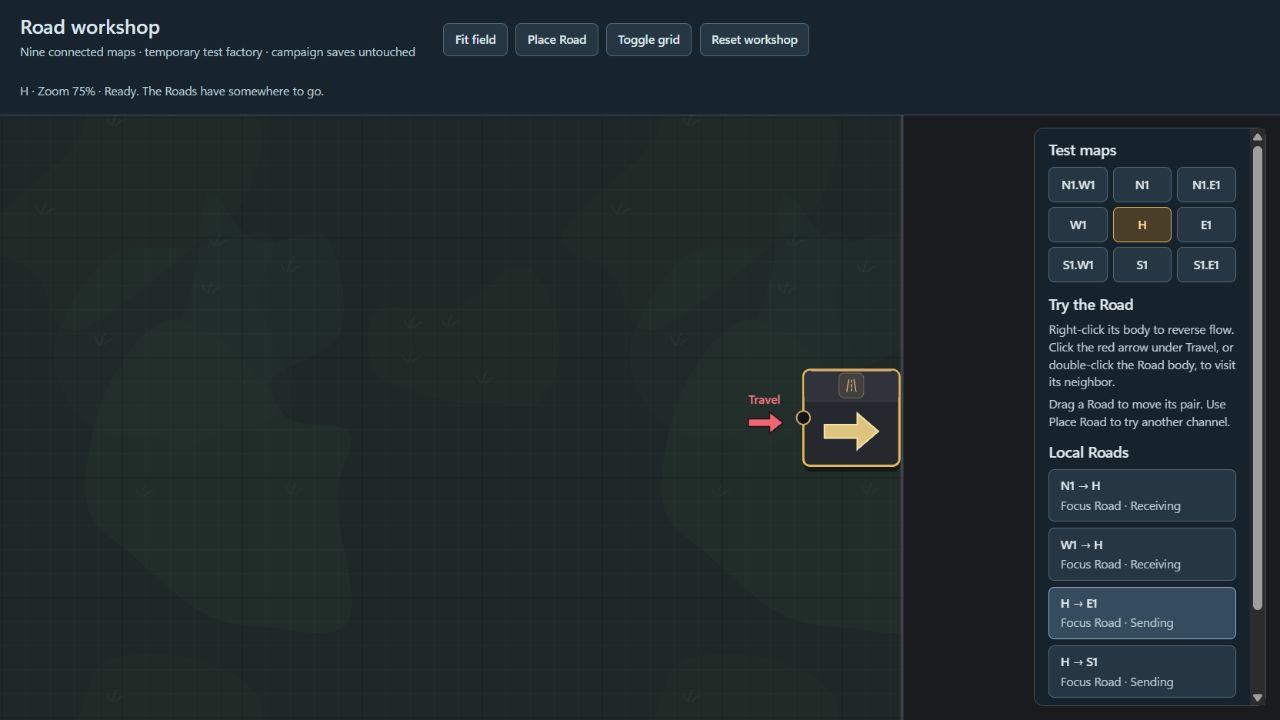 Road workshop
Nine connected maps · temporary test factory · campaign saves untouched
Fit field
Place Road
Toggle grid
Reset workshop
H · Zoom 75% · Ready. The Roads have somewhere to go.
Travel
Test maps
N1.W1 N1 N1.E1
W1 H E1
S1.W1 S1 S1.E1
Try the Road
Right-click its body to reverse flow.
Click the red arrow under Travel, or
double-click the Road body, to visit
its neighbor.
Drag a Road to move its pair. Use
Place Road to try another channel.
Local Roads
N1 → H
Focus Road · Receiving
W1 → H
Focus Road · Receiving
H → E1
Focus Road · Sending
H → S1
Focus Road · Sending